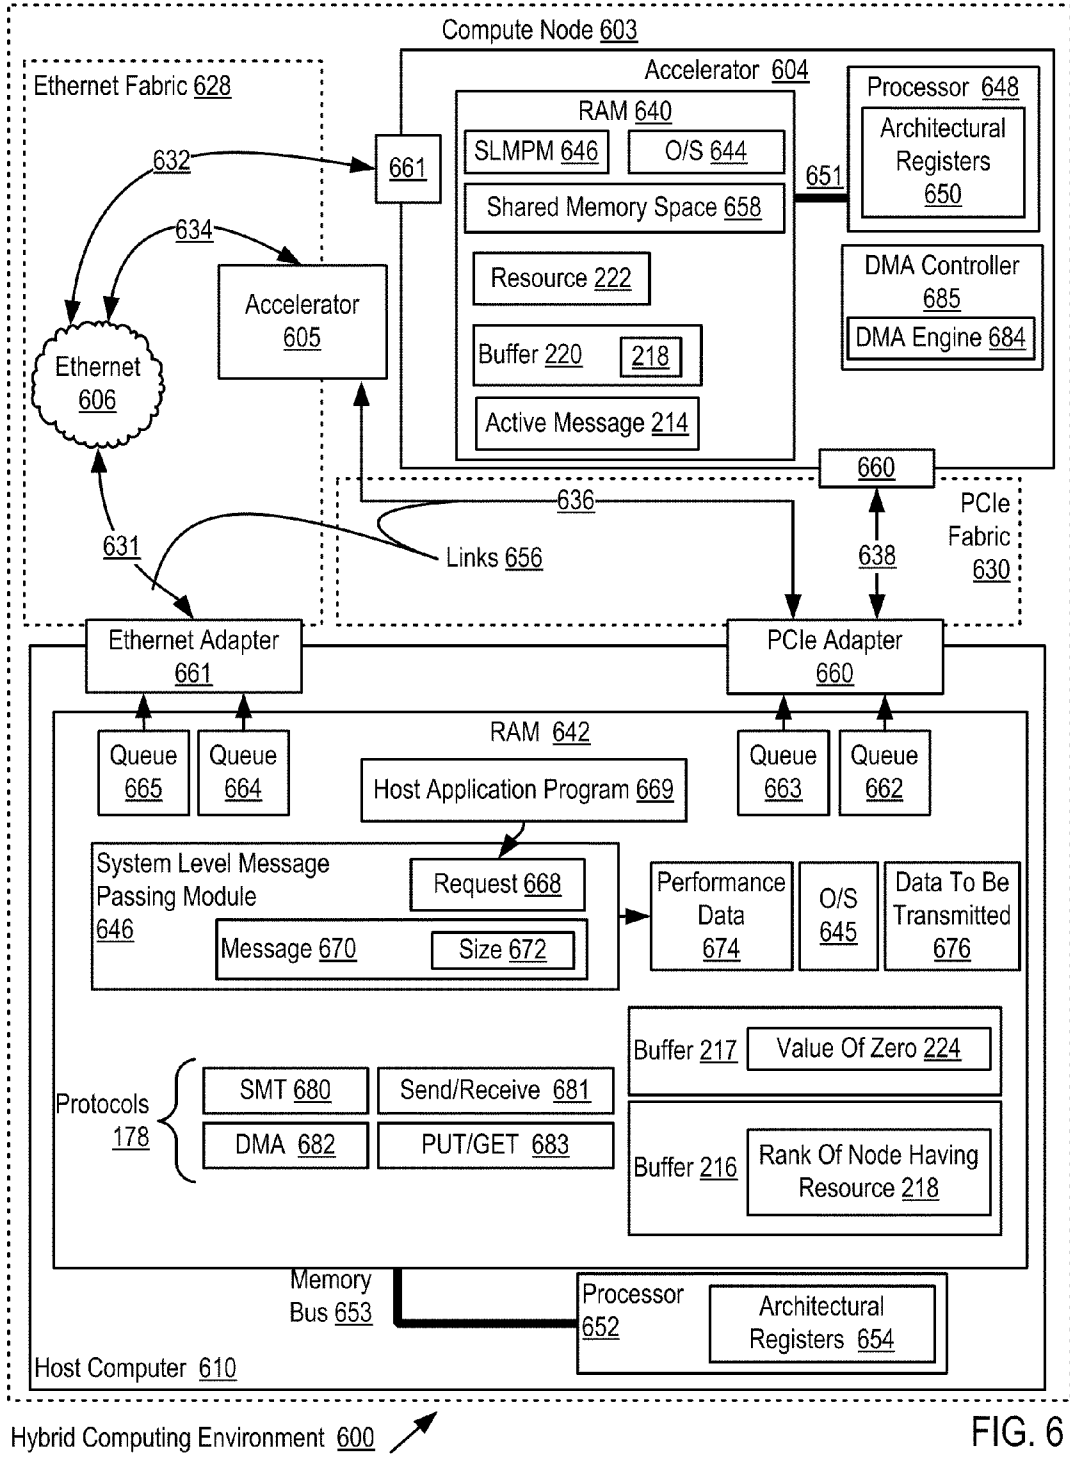 Compute Node 603
Ethernet Fabric 628
Accelerator 604
RAM 640
SLMPM 646
O/S 644
Shared Memory Space 658
Resource 222
Buffer 220
218
Active Message 214
651
Processor 648
Architectural
Registers
650
DMA Controller
685
DMA Engine 684
661
632
634
Accelerator
605
Ethernet
606
660
636
638
PCIe
Fabric
630
631
Links 656
Ethernet Adapter
661
PCIe Adapter
660
RAM 642
Queue
665
Queue
664
Queue
663
Queue
662
Host Application Program 669
System Level Message
Passing Module
646
Request 668
Message 670
Size 672
Performance
Data
674
O/S
645
Data To Be
Transmitted
676
Buffer 217
Value Of Zero 224
Protocols
178
SMT 680
Send/Receive 681
DMA 682
PUT/GET 683
Buffer 216
Rank Of Node Having
Resource 218
Memory
Bus 653
Processor
652
Architectural
Registers 654
Host Computer 610
Hybrid Computing Environment 600
FIG. 6